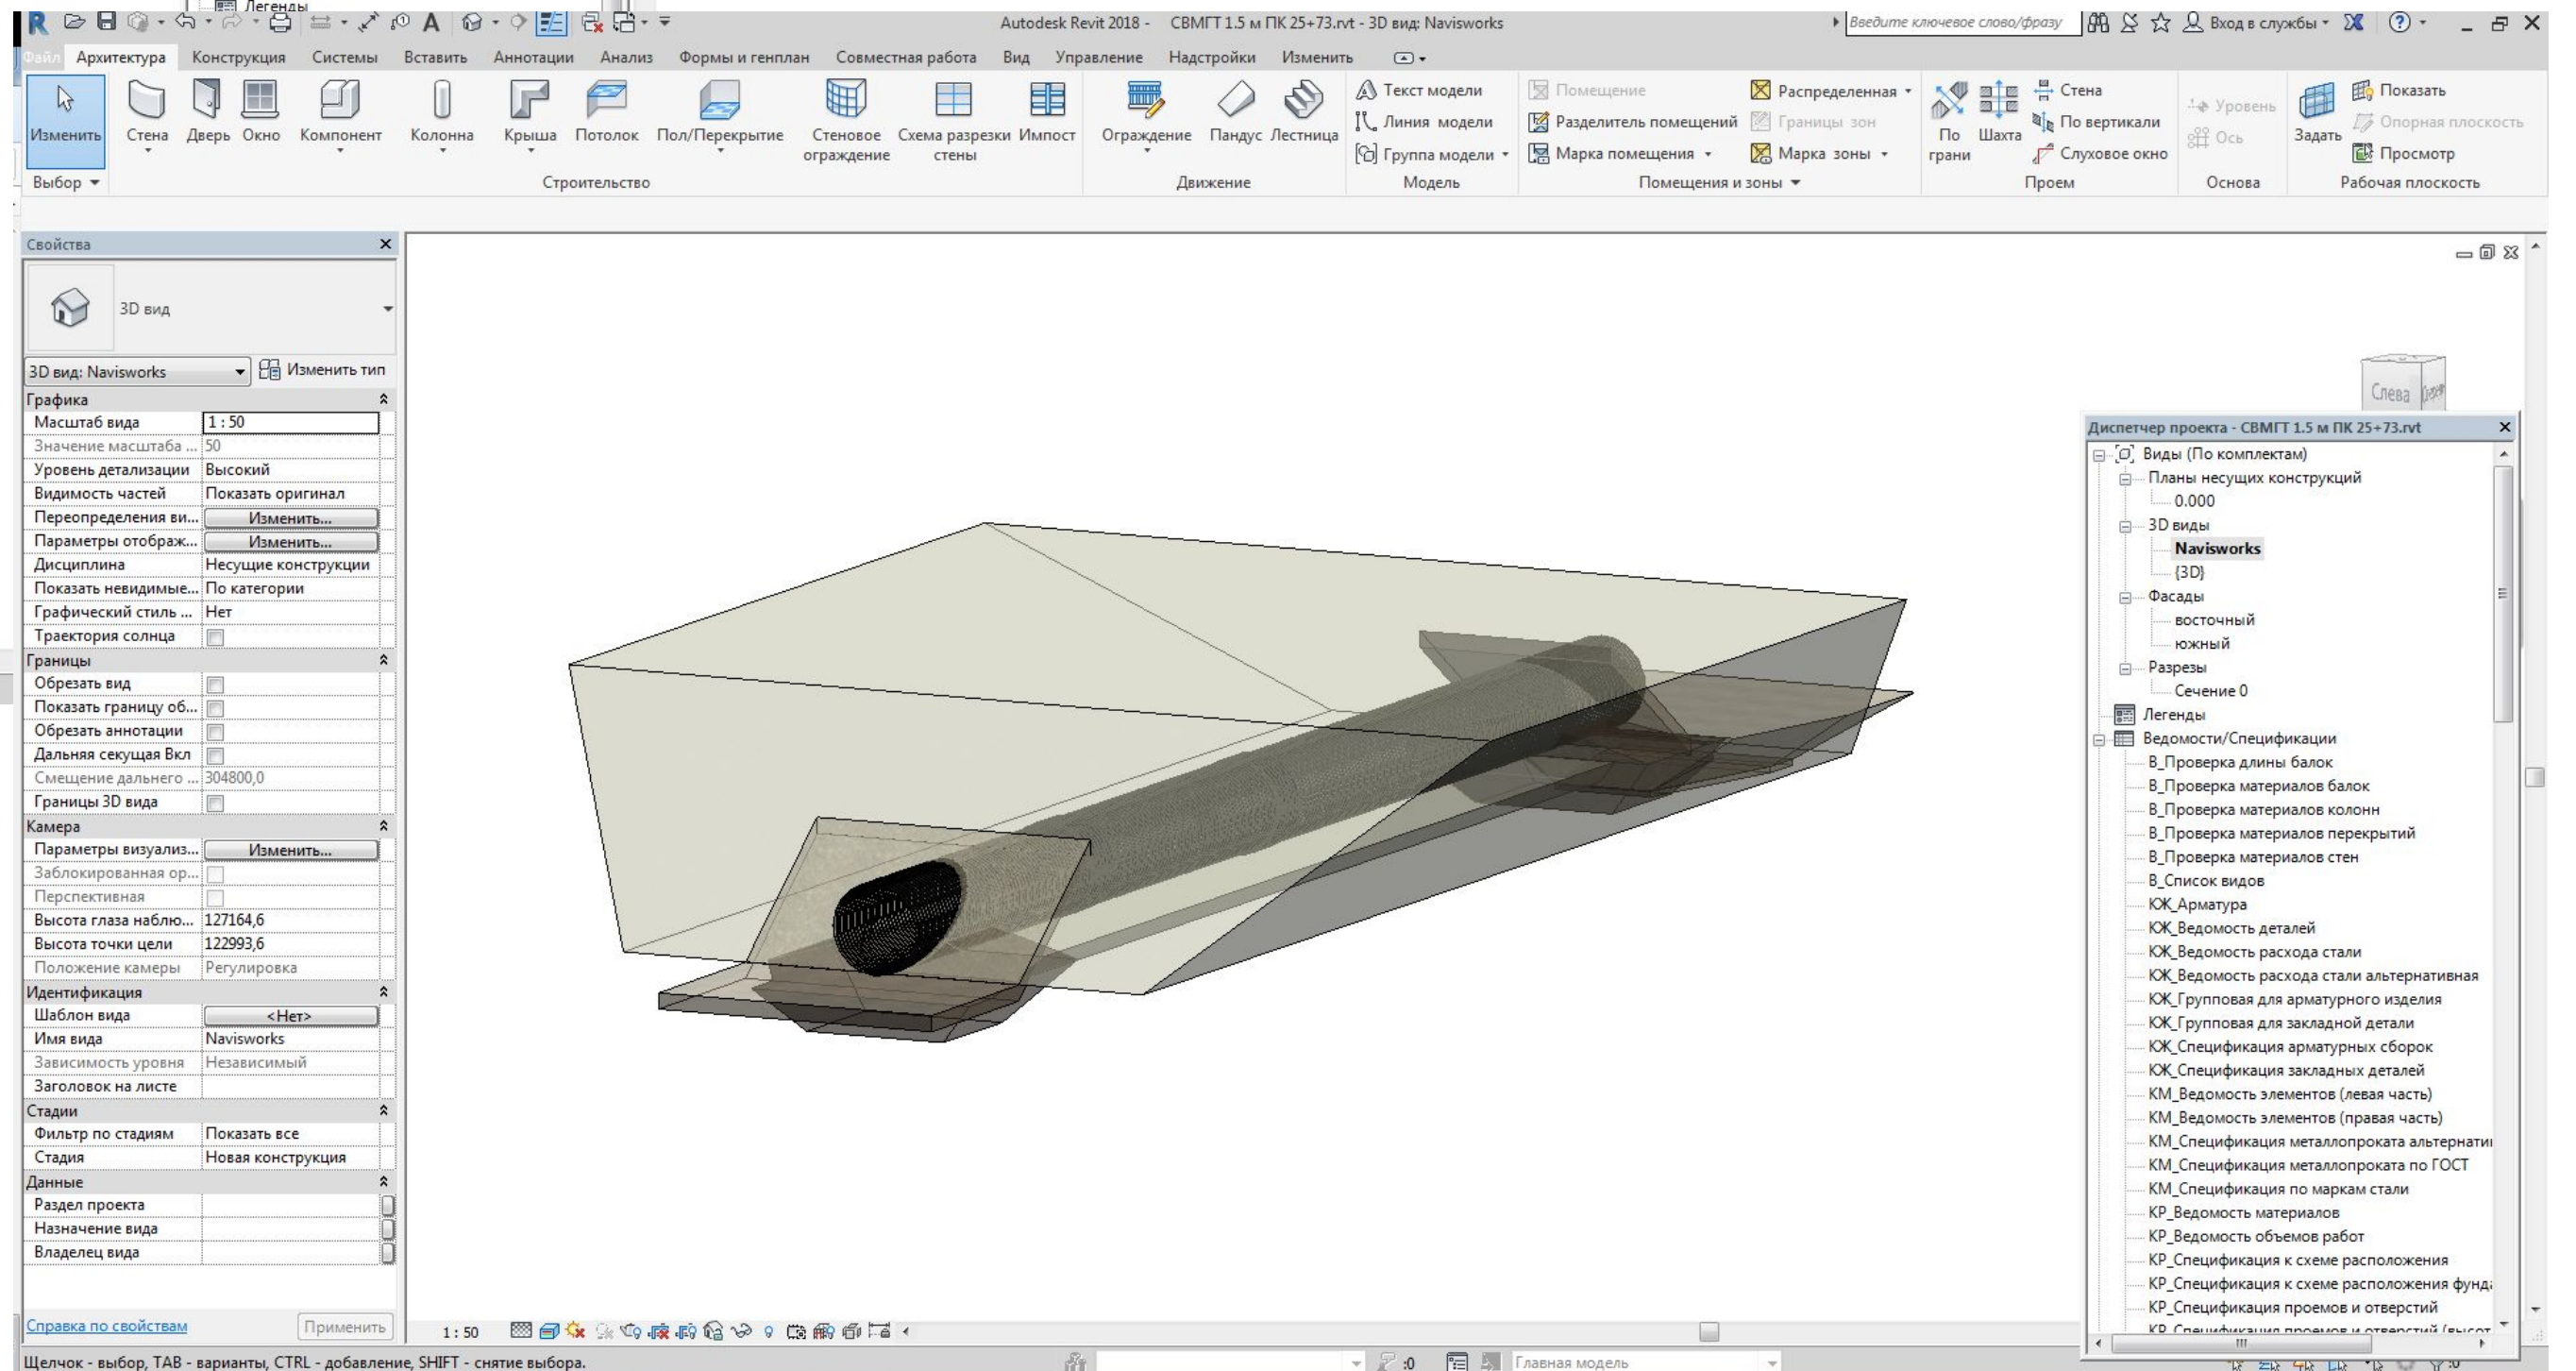 Легенды
Autodesk Revit 2018 - СВМГТ 1.5 м ПК 25+73.rvt - 3D вид: Navisworks
Введите ключевое слово/фразу
Вход в службы
Файл Архитектура Конструкция Системы Вставить Аннотации Анализ Формы и генплан Совместная работа Вид Управление Надстройки Изменить
Изменить
Стена Дверь Окно Компонент Колонна Крыша Потолок Пол/Перекрытие Стеновое ограждение Схема разрезки стены Импост
Ограждение Пандус Лестница
Текст модели
Линия модели
Группа модели
Помещение
Разделитель помещений
Марка помещения
Распределенная
Границы зон
Марка зоны
По грани
Шахта
Стена
По вертикали
Слуховое окно
Уровень
Ось
Задать
Показать
Опорная плоскость
Просмотр
Выбор Строительство Движение Модель Помещения и зоны Проем Основа Рабочая плоскость
Свойства
3D вид
3D вид: Navisworks Изменить тип
Графика
Масштаб вида 1 : 50
Значение масштаба ... 50
Уровень детализации Высокий
Видимость частей Показать оригинал
Переопределения ви... Изменить...
Параметры отображ... Изменить...
Дисциплина Несущие конструкции
Показать невидимые... По категории
Графический стиль ... Нет
Траектория солнца
Границы
Обрезать вид
Показать границу об...
Обрезать аннотации
Дальняя секущая Вкл
Смещение дальнего ... 304800,0
Границы 3D вида
Камера
Параметры визуализ... Изменить...
Заблокированная ор...
Перспективная
Высота глаза наблю... 127164,6
Высота точки цели 122993,6
Положение камеры Регулировка
Идентификация
Шаблон вида <Нет>
Имя вида Navisworks
Зависимость уровня Независимый
Заголовок на листе
Стадии
Фильтр по стадиям Показать все
Стадия Новая конструкция
Данные
Раздел проекта
Назначение вида
Владелец вида
Справка по свойствам Применить
Слева
Диспетчер проекта - СВМГТ 1.5 м ПК 25+73.rvt
Виды (По комплектам)
Планы несущих конструкций
0.000
3D виды
Navisworks
{3D}
Фасады
восточный
южный
Разрезы
Сечение 0
Легенды
Ведомости/Спецификации
В_Проверка длины балок
В_Проверка материалов балок
В_Проверка материалов колонн
В_Проверка материалов перекрытий
В_Проверка материалов стен
В_Список видов
КЖ_Арматура
КЖ_Ведомость деталей
КЖ_Ведомость расхода стали
КЖ_Ведомость расхода стали альтернативная
КЖ_Групповая для арматурного изделия
КЖ_Групповая для закладной детали
КЖ_Спецификация арматурных сборок
КЖ_Спецификация закладных деталей
КМ_Ведомость элементов (левая часть)
КМ_Ведомость элементов (правая часть)
КМ_Спецификация металлопроката альтернати
КМ_Спецификация металлопроката по ГОСТ
КМ_Спецификация по маркам стали
КР_Ведомость материалов
КР_Ведомость объемов работ
КР_Спецификация к схеме расположения
КР_Спецификация к схеме расположения фунда
КР_Спецификация проемов и отверстий
КР_Спецификация проемов и отверстий (высот
1 : 50
Щелчок - выбор, TAB - варианты, CTRL - добавление, SHIFT - снятие выбора.
:0
Главная модель
:0